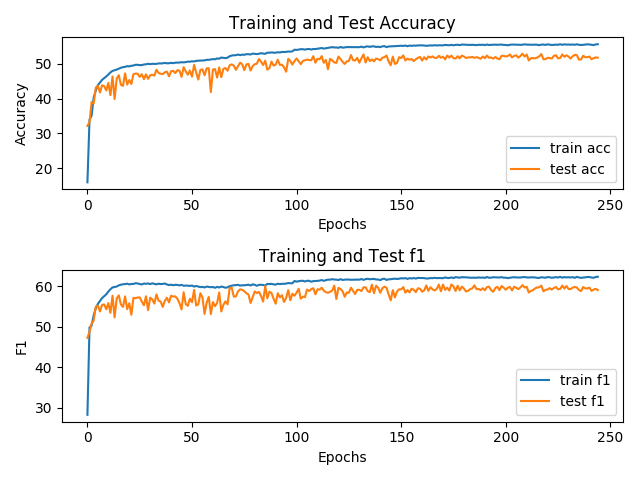 Training and Test Accuracy
Accuracy
50
40
30
20
train acc
test acc
0 50 100 150 200 250
Epochs
Training and Test f1
F1
60
50
40
30
train f1
test f1
0 50 100 150 200 250
Epochs